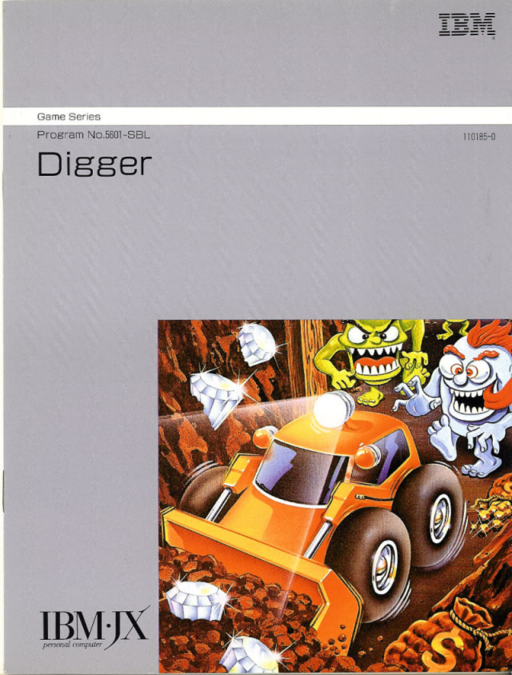 IBM
Game Series
Program No.5601-SBL
110185-0
Digger
IBM·JX
personal computer
S